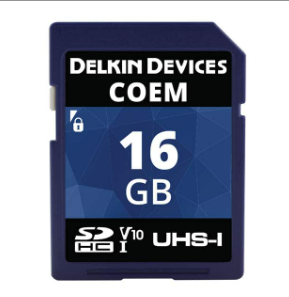 DELKIN DEVICES
COEM
16
GB
SD HC I V10 UHS-I